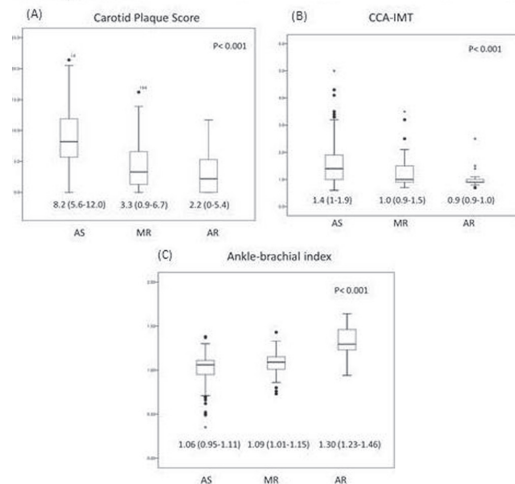 (A)
Carotid Plaque Score
P< 0.001
8.2 (5.6-12.0)
3.3 (0.9-6.7)
2.2 (0-5.4)
AS
MR
AR
(B)
CCA-IMT
P< 0.001
1.4 (1-1.9)
1.0 (0.9-1.5)
0.9 (0.9-1.0)
AS
MR
AR
(C)
Ankle-brachial index
P< 0.001
1.06 (0.95-1.11)
1.09 (1.01-1.15)
1.30 (1.23-1.46)
AS
MR
AR